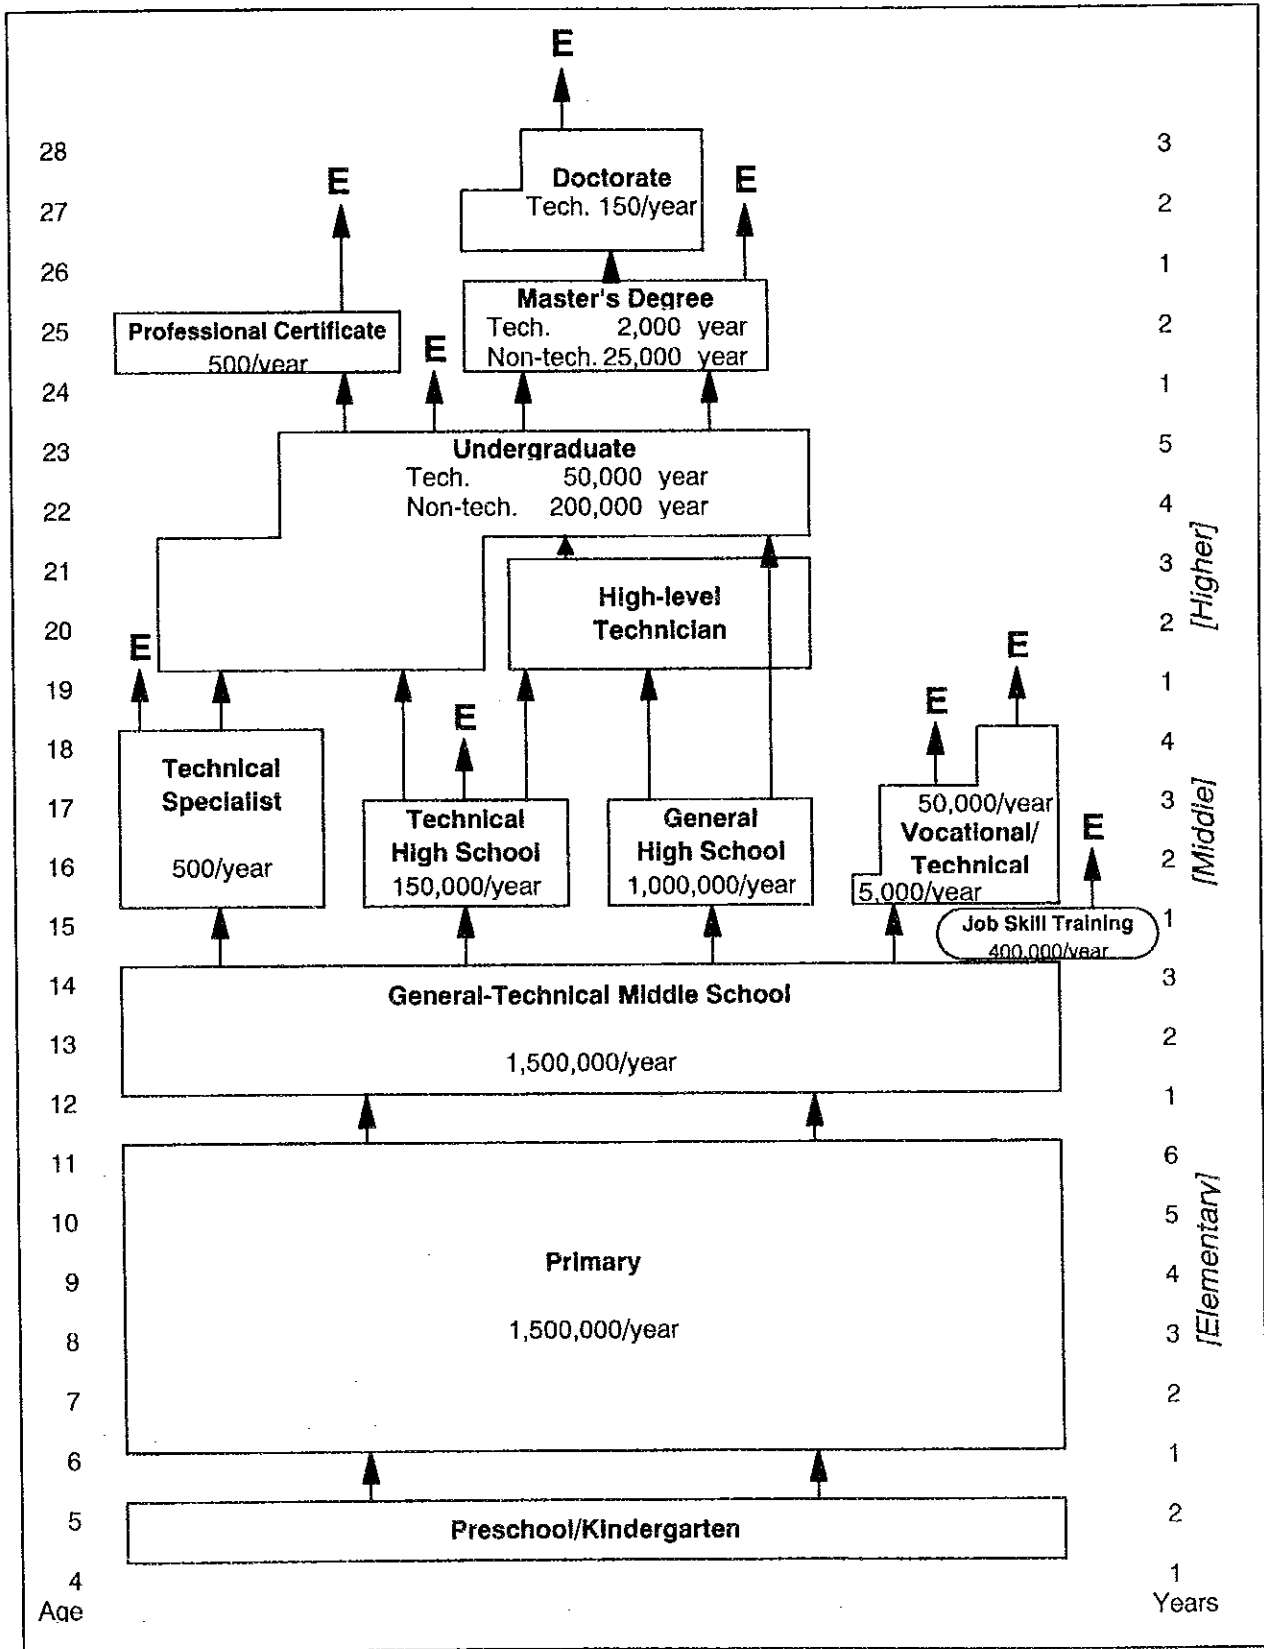 E
28
3
Doctorate
E
E
Tech. 150/year
27
2
26
1
Master's Degree
Professional Certificate
25
Tech. 2,000 year
2
500/year
E
Non-tech. 25,000 year
24
1
23
Undergraduate
5
Tech. 50,000 year
22
Non-tech. 200,000 year
4
21
3
[Higher]
High-level
Technician
20
2
E
E
19
1
E
E
18
4
Technical
Specialist
17
Technical
High School
General
High School
50,000/year
3
Vocational/
Technical
E
[Middle]
16
500/year
150,000/year
1,000,000/year
5,000/year
2
15
Job Skill Training
1
400,000/year
14
General-Technical Middle School
3
13
1,500,000/year
2
12
1
11
6
10
5
[Elementary]
9
Primary
4
8
1,500,000/year
3
7
2
6
1
5
Preschool/Kindergarten
2
4
1
Age
Years